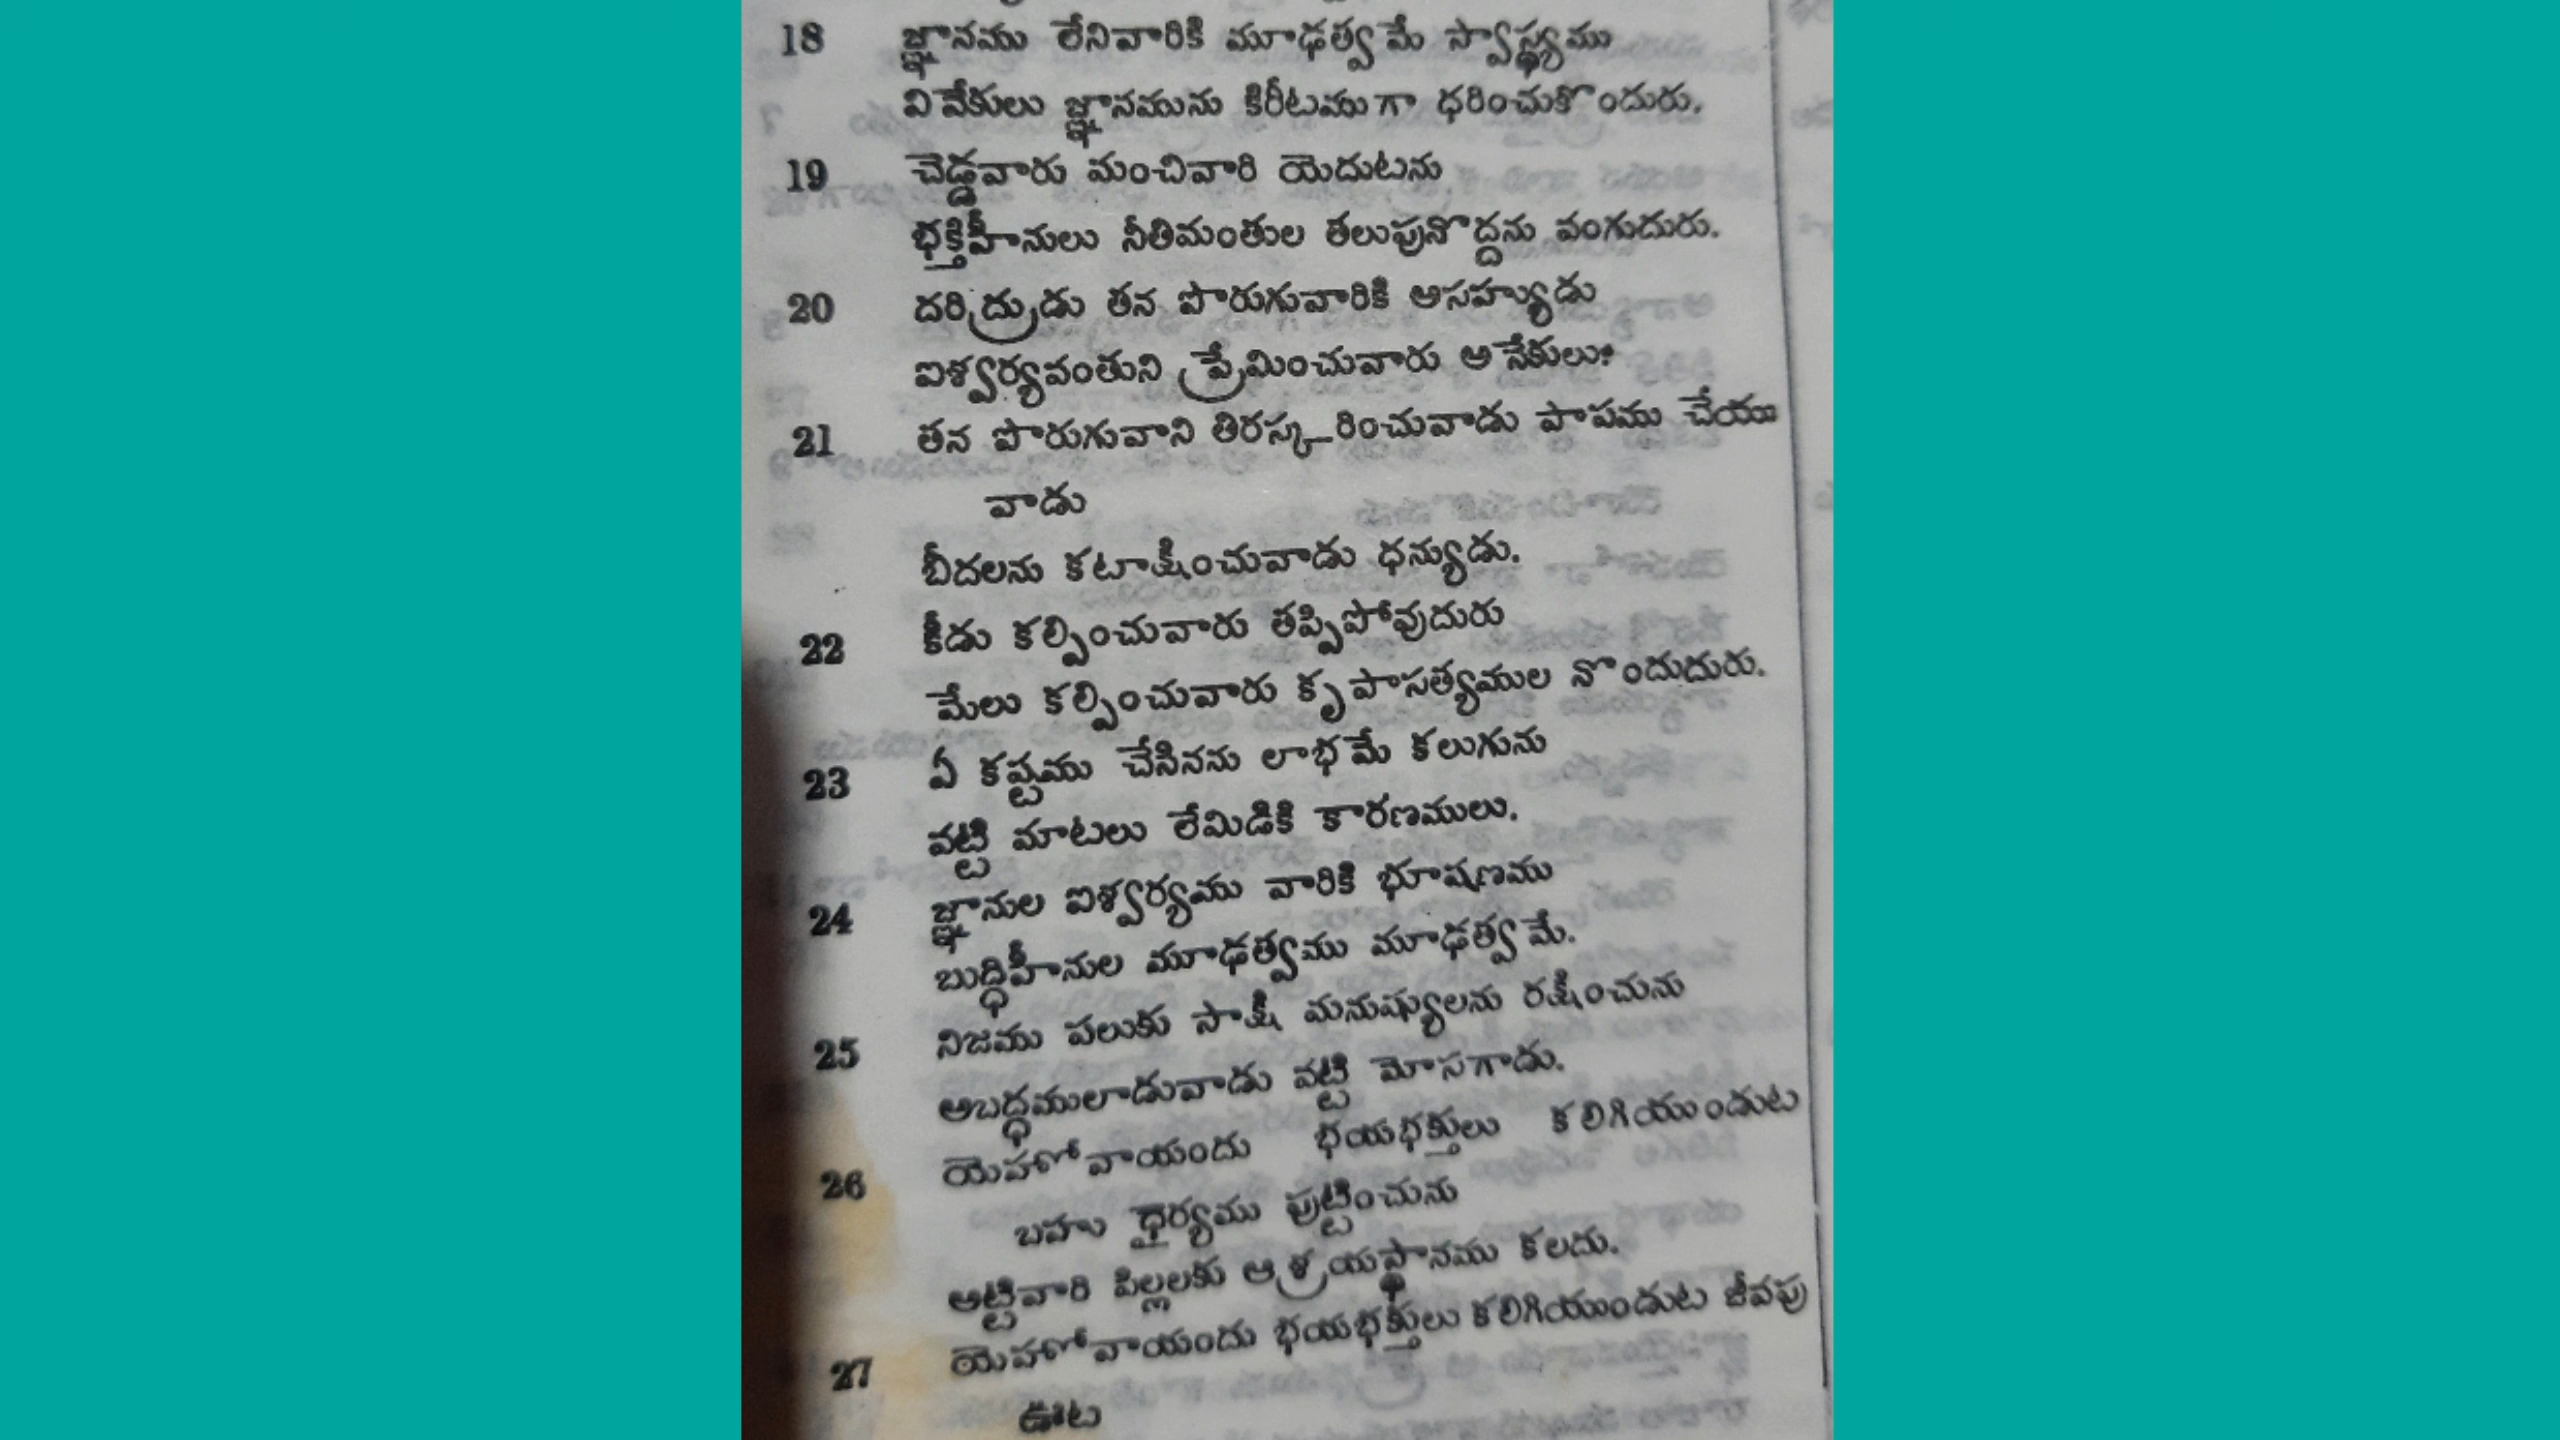 18 జ్ఞానము లేనివారికి మూఢత్వమే స్వాస్థ్యము
వివేకులు జ్ఞానమును కిరీటముగా ధరించుకొందురు.
19 చెడ్డవారు మంచివారి యెదుటను
భక్తిహీనులు నీతిమంతుల తలుపునొద్దను వంగుదురు.
20 దరిద్రుడు తన పొరుగువారికి అసహ్యుడు
ఐశ్వర్యవంతుని ప్రేమించువారు అనేకులు.
21 తన పొరుగువాని తిరస్కరించువాడు పాపము చేయు
వాడు
బీదలను కటాక్షించువాడు ధన్యుడు.
22 కీడు కల్పించువారు తప్పిపోవుదురు
మేలు కల్పించువారు కృపాసత్యముల నొందుదురు.
23 ఏ కష్టము చేసినను లాభమే కలుగును
వట్టి మాటలు లేమిడికి కారణములు.
24 జ్ఞానుల ఐశ్వర్యము వారికి భూషణము
బుద్ధిహీనుల మూఢత్వము మూఢత్వమే.
25 నిజము పలుకు సాక్షి మనుష్యులను రక్షించును
అబద్ధములాడువాడు వట్టి మోసగాడు.
26 యెహోవాయందు భయభక్తులు కలిగియుండుట
బహు ధైర్యము పుట్టించును
అట్టివారి పిల్లలకు ఆశ్రయస్థానము కలదు.
27 యెహోవాయందు భయభక్తులు కలిగియుండుట జీవపు
ఊట